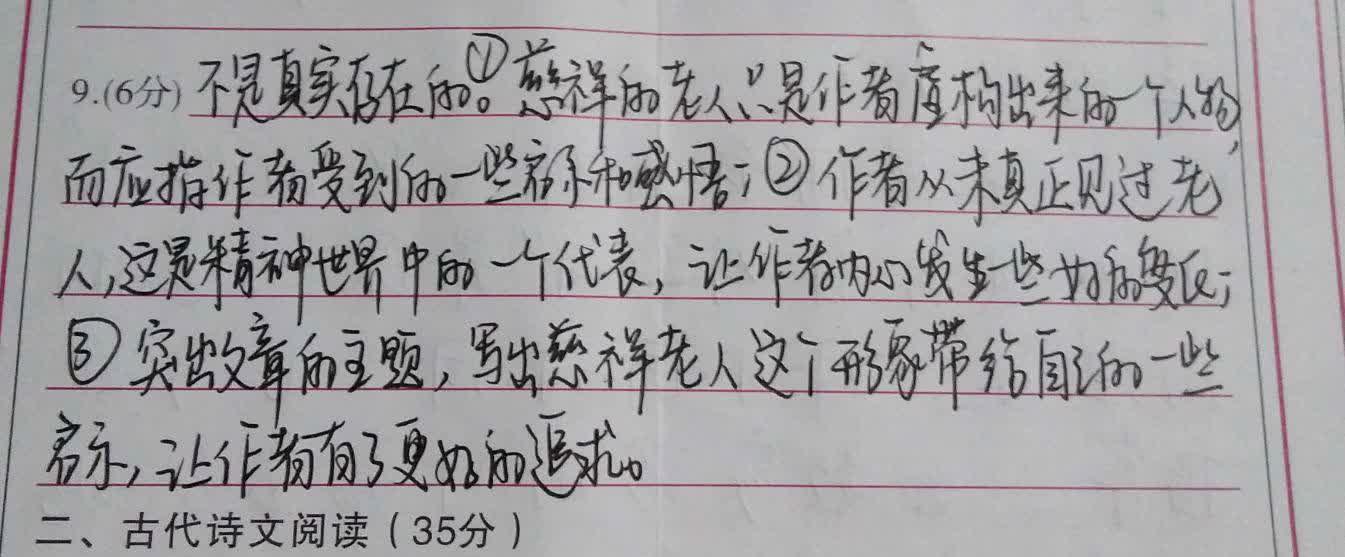 9.(6分) 不是真实存在的。①慈祥的老人只是作者虚构出来的一个人物,
而应指作者受到的一些启示和感悟;②作者从未真正见过老
人,这是精神世界中的一个代表,让作者内心发生一些好的变化;
③突出文章的主题,写出慈祥老人这个形象带给自己的一些
启示,让作者有了更好的追求。
二、古代诗文阅读(35分)